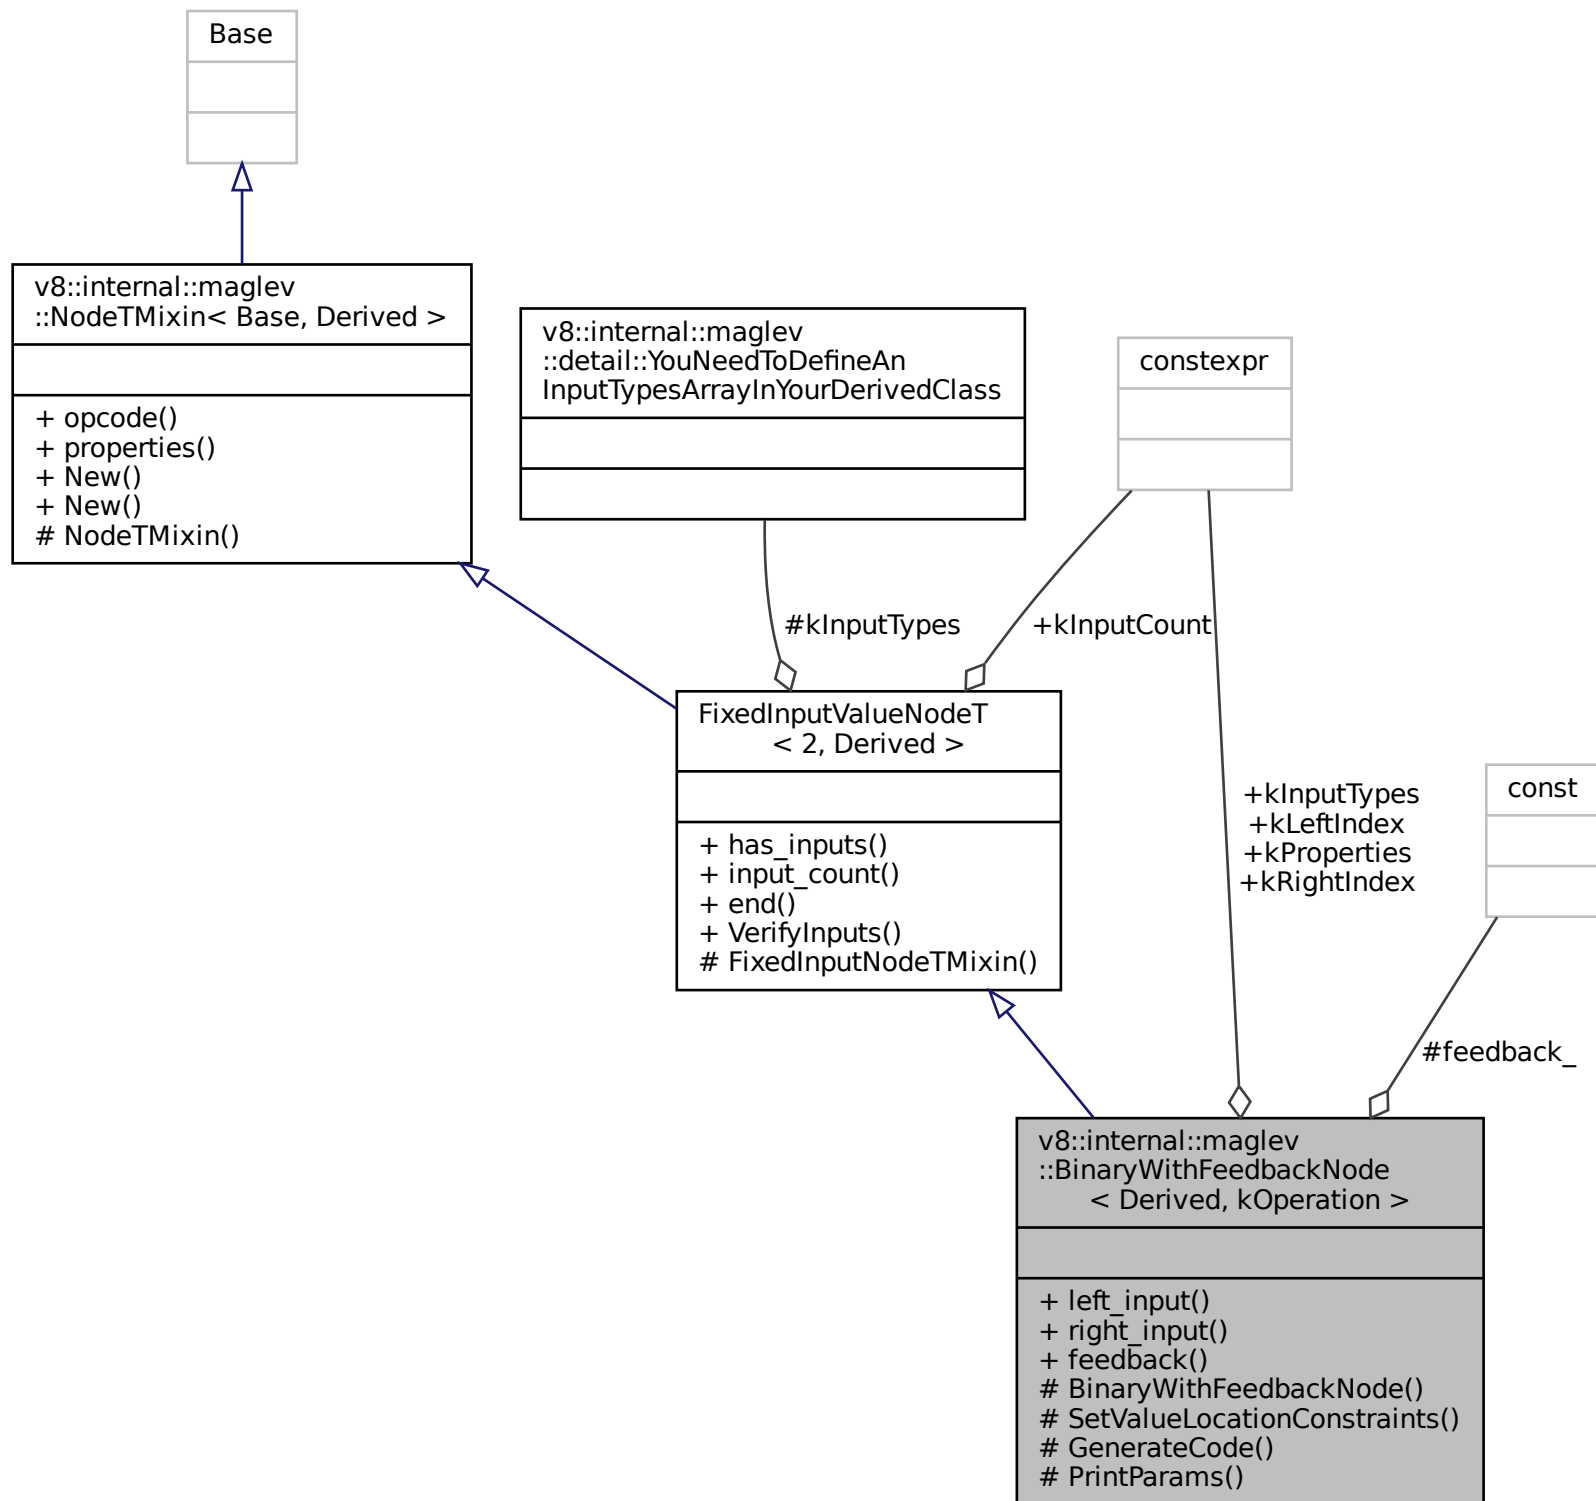 Base
v8::internal::maglev
::NodeTMixin< Base, Derived >
+ opcode()
+ properties()
+ New()
+ New()
# NodeTMixin()
v8::internal::maglev
::detail::YouNeedToDefineAn
InputTypesArrayInYourDerivedClass
constexpr
#kInputTypes
+kInputCount
FixedInputValueNodeT
< 2, Derived >
+ has_inputs()
+ input_count()
+ end()
+ VerifyInputs()
# FixedInputNodeTMixin()
+kInputTypes
+kLeftIndex
+kProperties
+kRightIndex
const
#feedback_
v8::internal::maglev
::BinaryWithFeedbackNode
< Derived, kOperation >
+ left_input()
+ right_input()
+ feedback()
# BinaryWithFeedbackNode()
# SetValueLocationConstraints()
# GenerateCode()
# PrintParams()